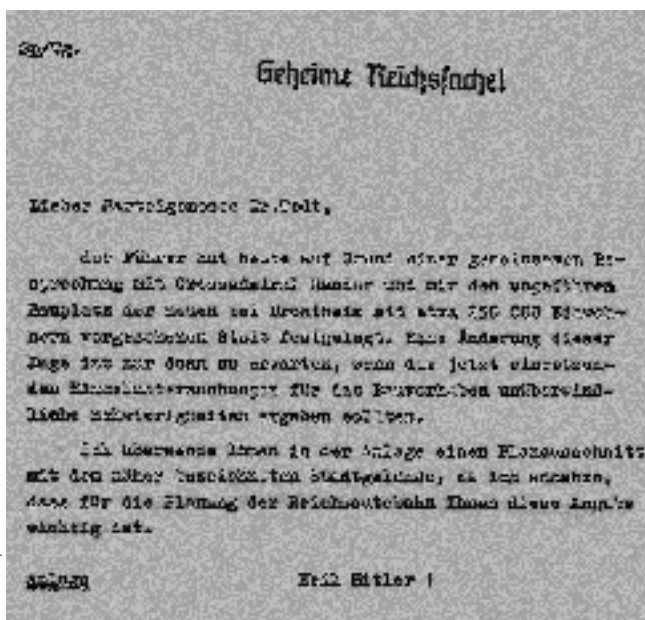 Sp/We.
Geheime Reichssache!
Lieber Parteigenosse Dr.Todt,
der Führer hat heute auf Grund einer gemeinsamen Be-
sprechung mit Grossadmiral Raeder und mir den ungefähren
Bauplatz der neuen bei Drontheim mit etwa 250 000 Einwoh-
nern vorgesehenen Stadt festgelegt. Eine Änderung dieser
Lage ist nur dann zu erwarten, wenn die jetzt
den Einzeluntersuchungen für das Bauvorhaben unüberwind-
liche Schwierigkeiten ergeben sollten.
Ich übersende Ihnen in der Anlage einen Planausschnitt
mit dem näher bezeichneten Stadtgelände, da ich annehme,
dass für die Planung der Reichsautobahn Ihnen diese Angabe
wichtig ist.
Anlage Heil Hitler !